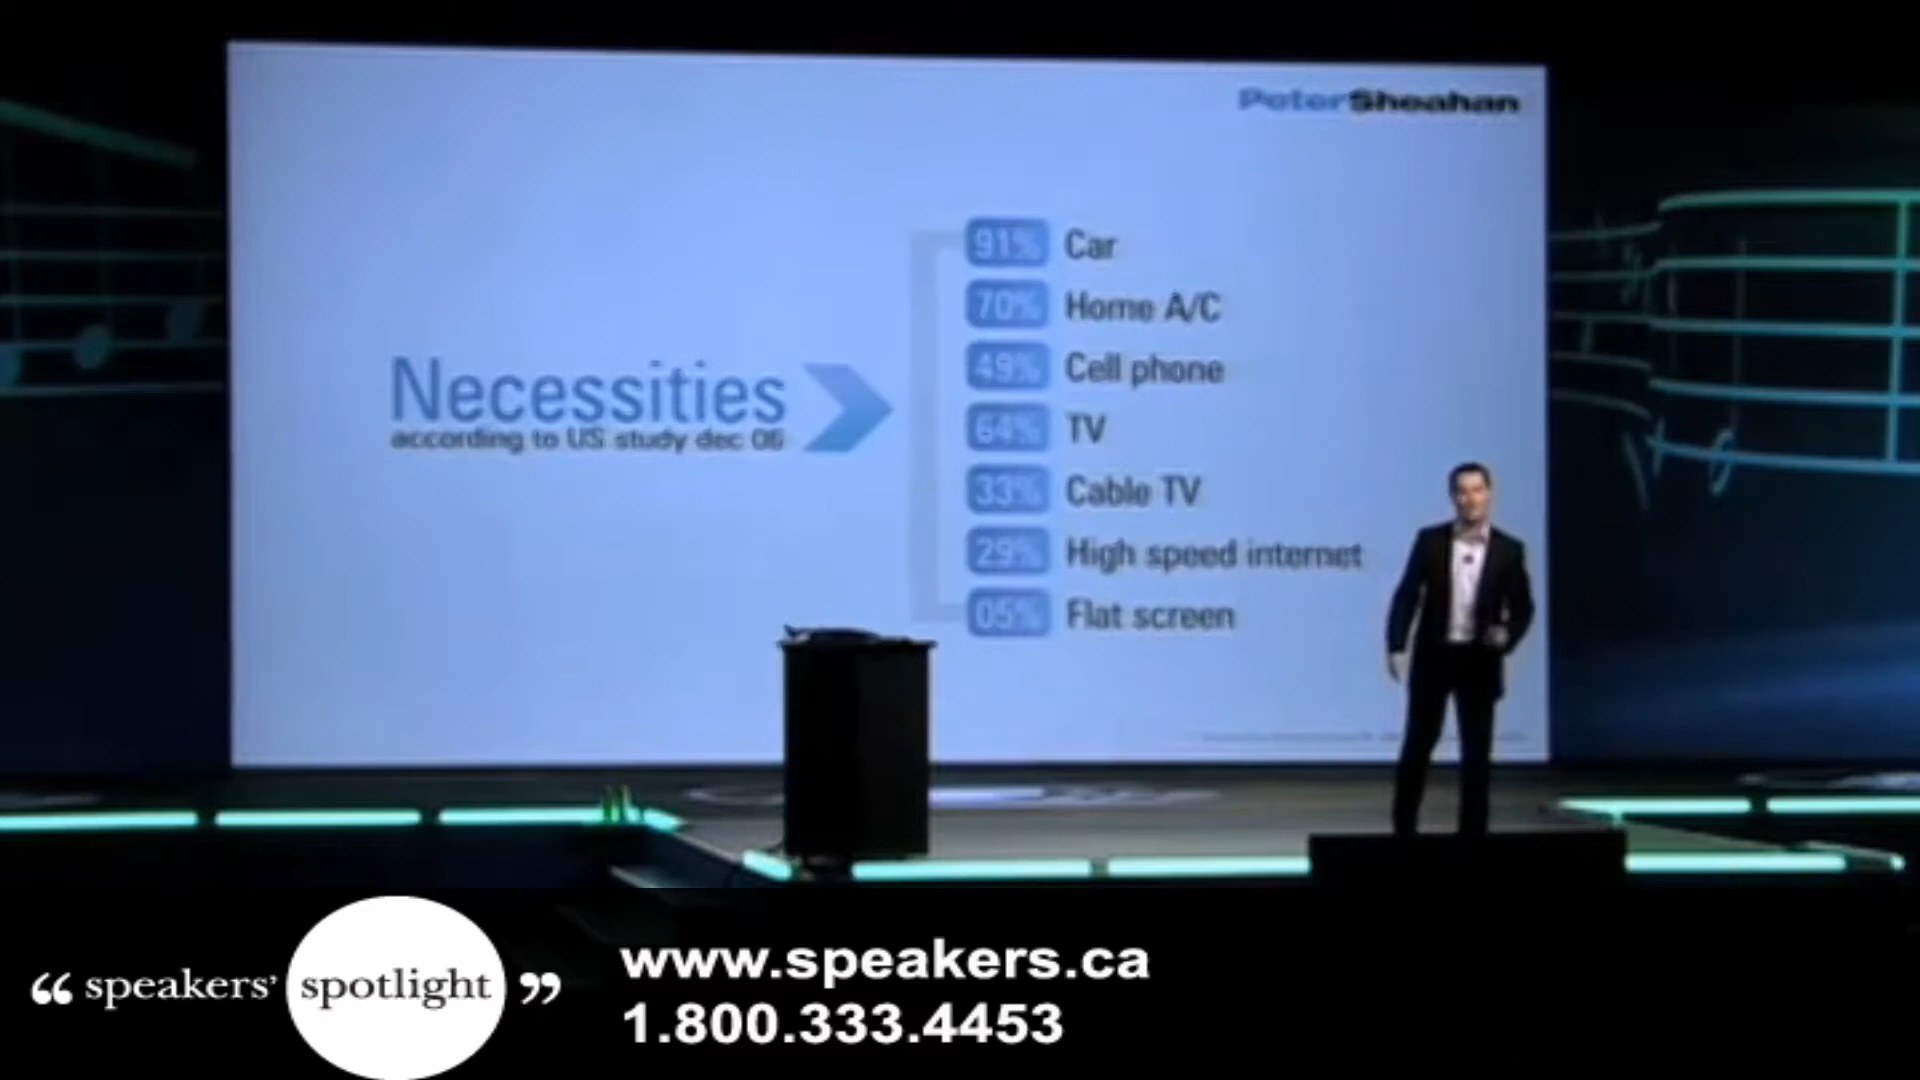 PeterSheahan
Necessities
according to US study dec 06
91% Car
70% Home A/C
49% Cell phone
64% TV
33% Cable TV
29% High speed internet
05% Flat screen
“ speakers’ spotlight ”
www.speakers.ca
1.800.333.4453